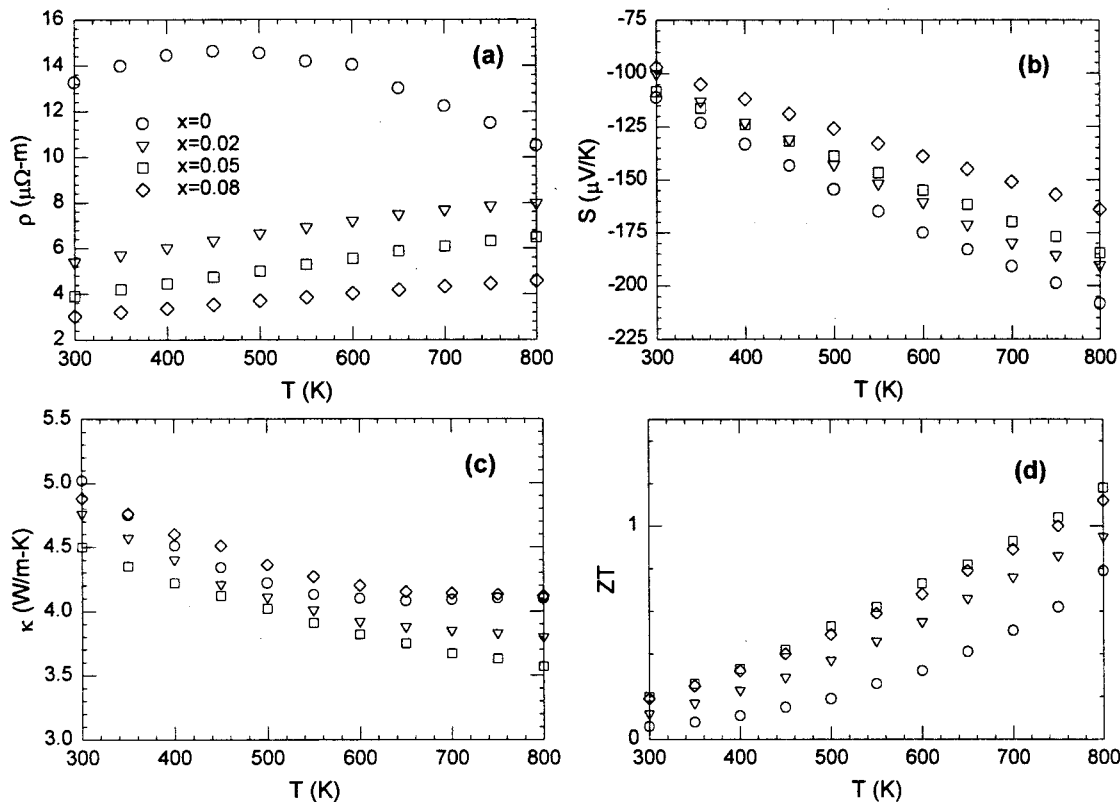 16
14
12
10
8
6
4
2
ρ (μΩ-m)
(a)
x=0
x=0.02
x=0.05
x=0.08
300 400 500 600 700 800
T (K)
-75
-100
-125
-150
-175
-200
-225
S (μV/K)
(b)
300 400 500 600 700 800
T (K)
5.5
5.0
4.5
4.0
3.5
3.0
κ (W/m-K)
(c)
300 400 500 600 700 800
T (K)
1
0
ZT
(d)
300 400 500 600 700 800
T (K)